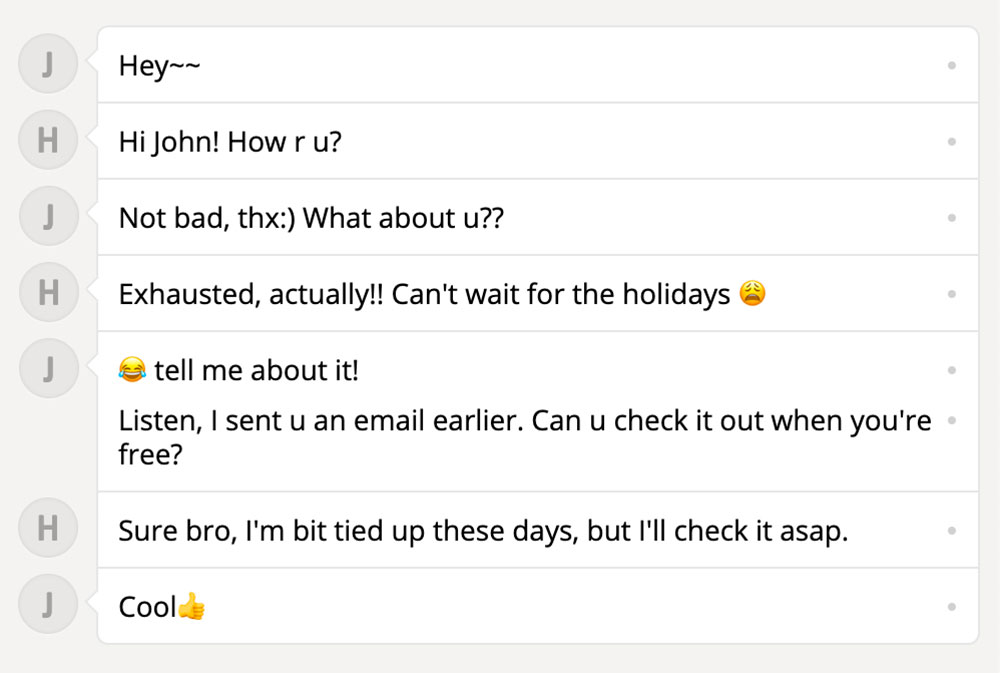 J
Hey~~
H
Hi John! How r u?
J
Not bad, thx:) What about u??
H
Exhausted, actually!! Can't wait for the holidays 😩
J
😂 tell me about it!
Listen, I sent u an email earlier. Can u check it out when you're
free?
H
Sure bro, I'm bit tied up these days, but I'll check it asap.
J
Cool👍